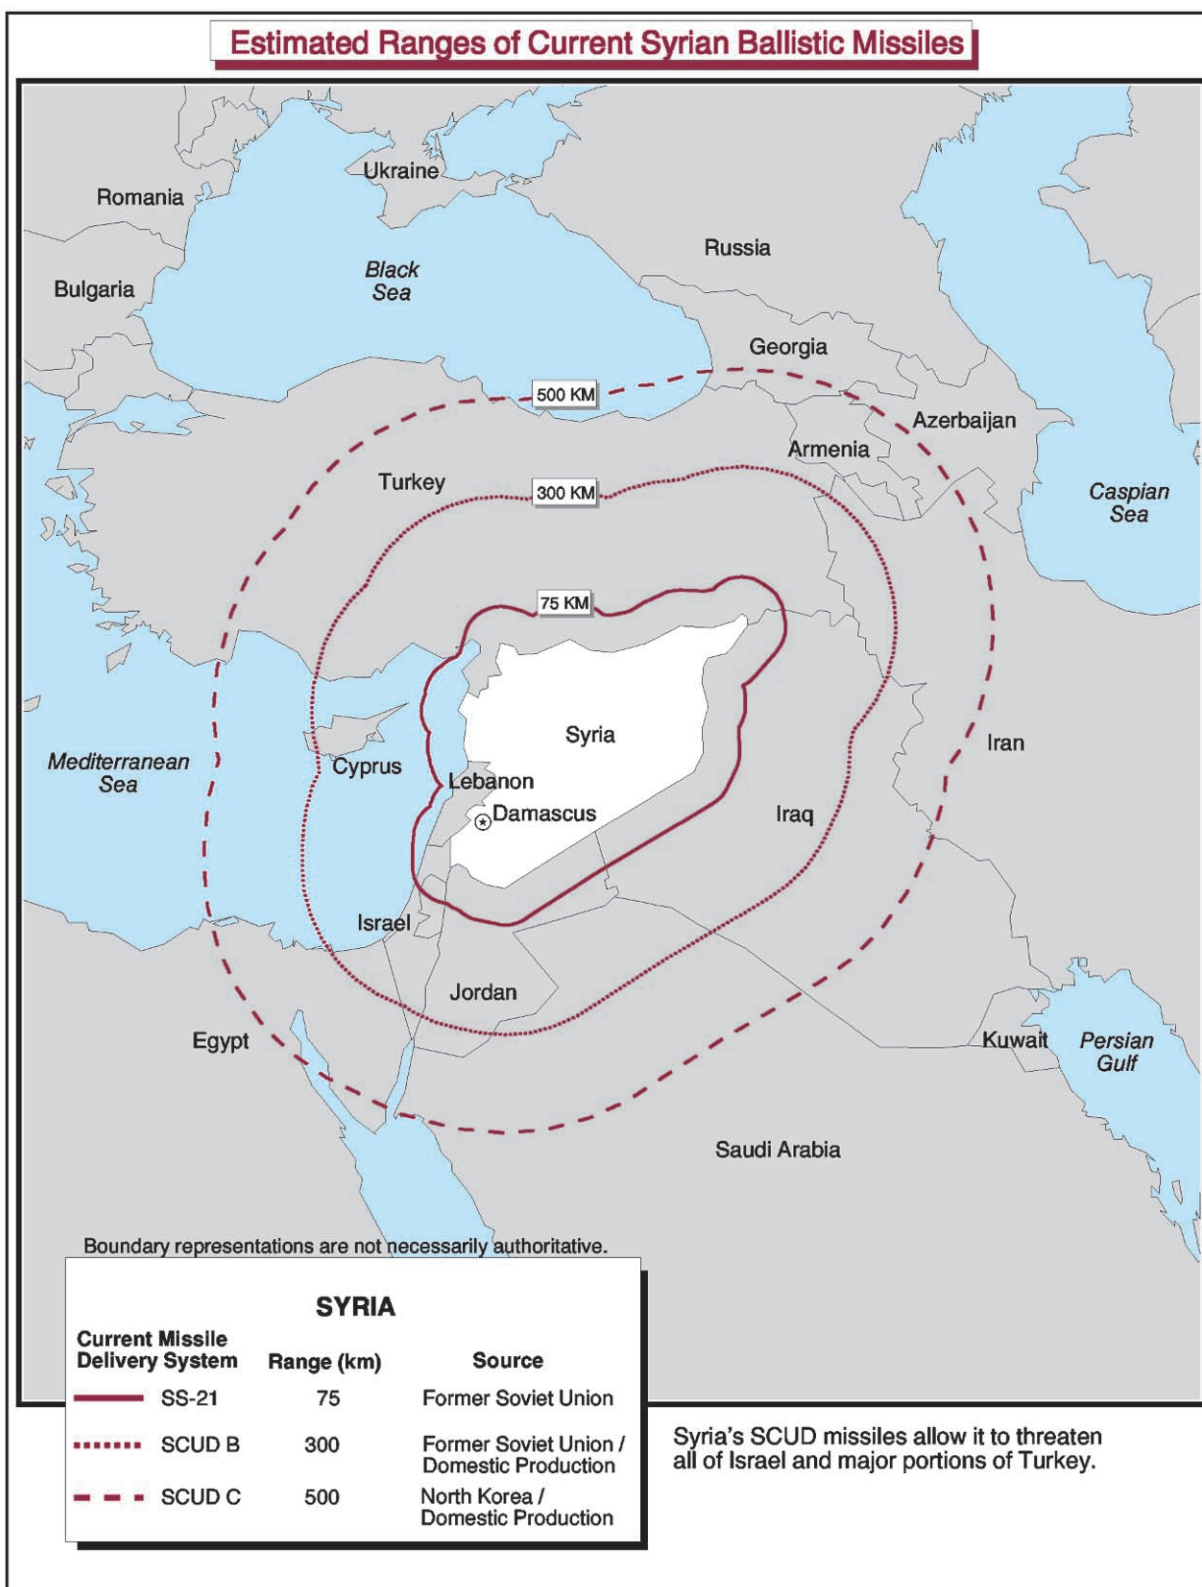 Estimated Ranges of Current Syrian Ballistic Missiles
Ukraine
Romania
Russia
Black
Sea
Bulgaria
Georgia
500 KM
Azerbaijan
Armenia
Turkey
300 KM
Caspian
Sea
75 KM
Syria
Iran
Mediterranean
Sea
Cyprus
Lebanon
Damascus
Iraq
Israel
Jordan
Egypt
Kuwait
Persian
Gulf
Saudi Arabia
Boundary representations are not necessarily authoritative.
SYRIA
Current Missile
Delivery System Range (km) Source
SS-21 75 Former Soviet Union
SCUD B 300 Former Soviet Union /
Domestic Production
SCUD C 500 North Korea /
Domestic Production
Syria's SCUD missiles allow it to threaten
all of Israel and major portions of Turkey.